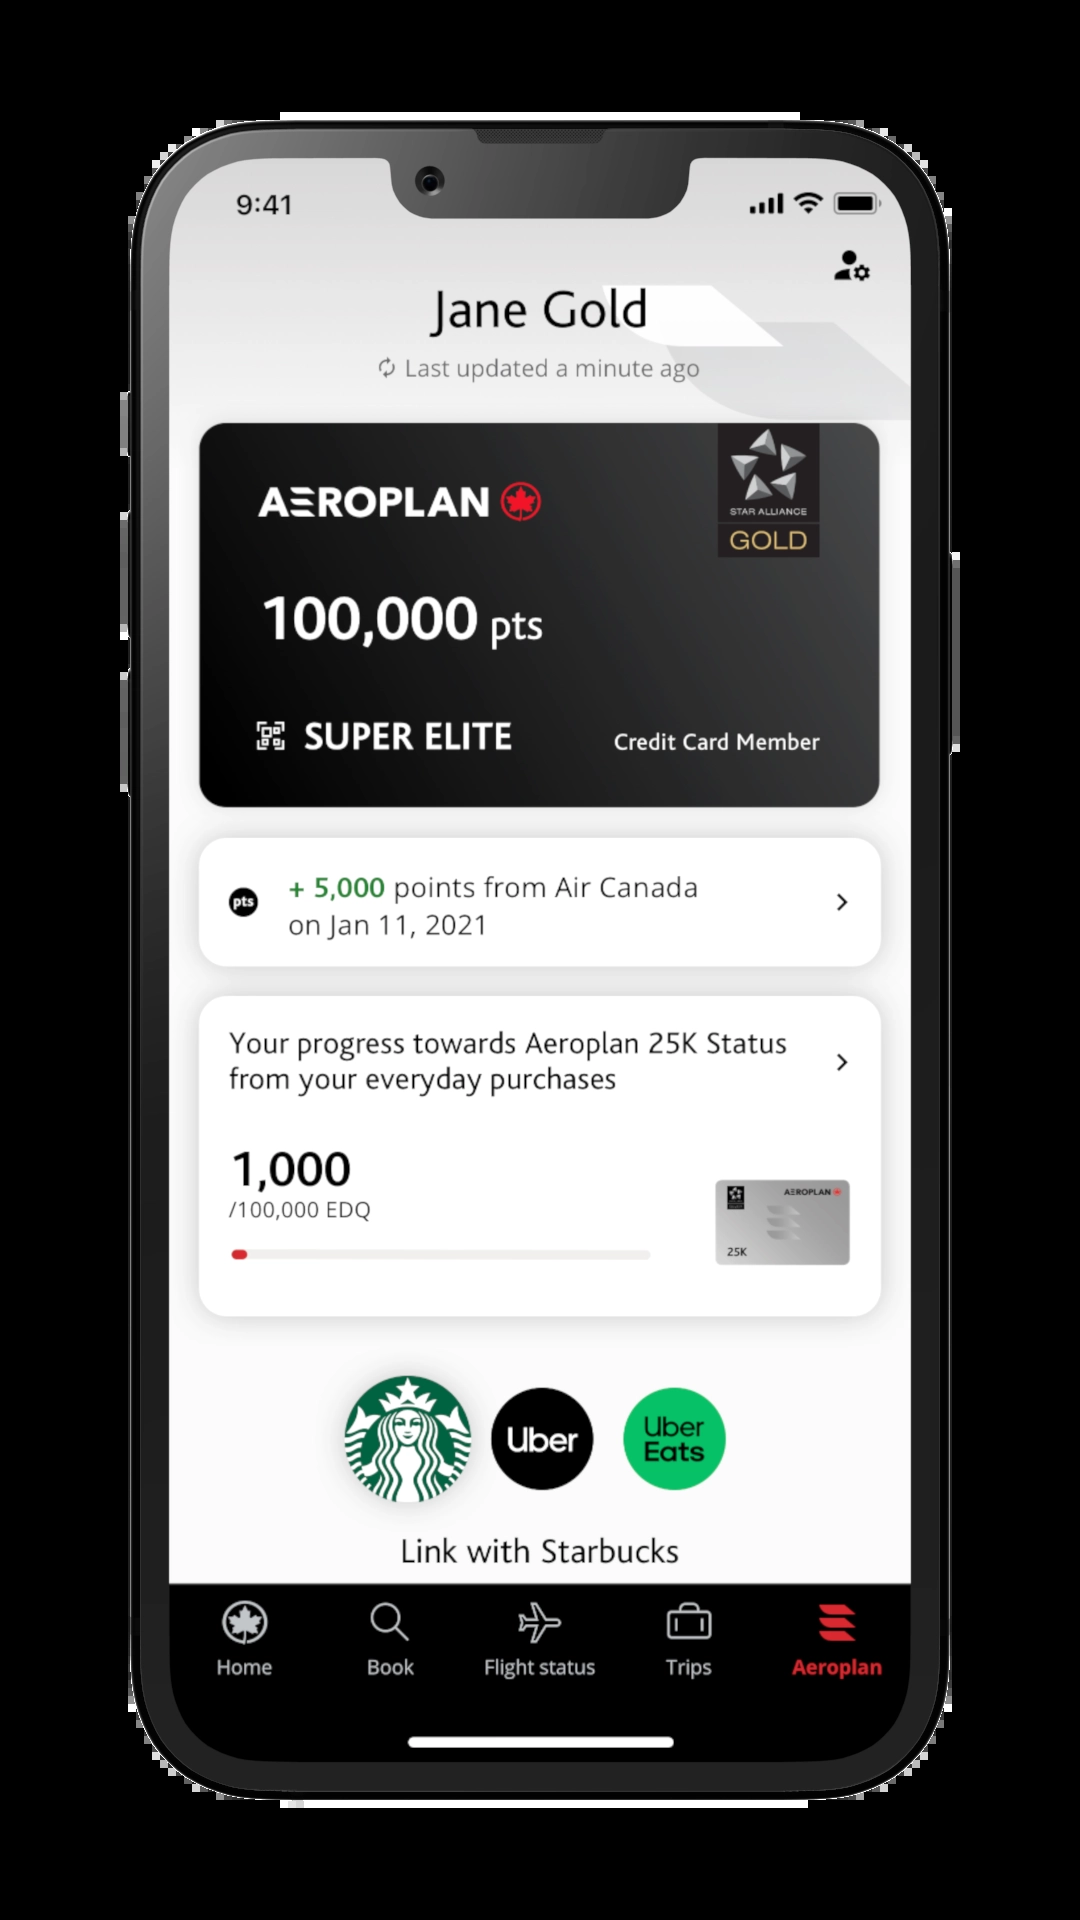 9:41
Jane Gold
Last updated a minute ago
AEROPLAN
STAR ALLIANCE
GOLD
100,000 pts
SUPER ELITE
Credit Card Member
pts
+ 5,000 points from Air Canada
on Jan 11, 2021
Your progress towards Aeroplan 25K Status
from your everyday purchases
1,000
/100,000 EDQ
AEROPLAN
25K
Uber
Uber
Eats
Link with Starbucks
Home
Book
Flight status
Trips
Aeroplan